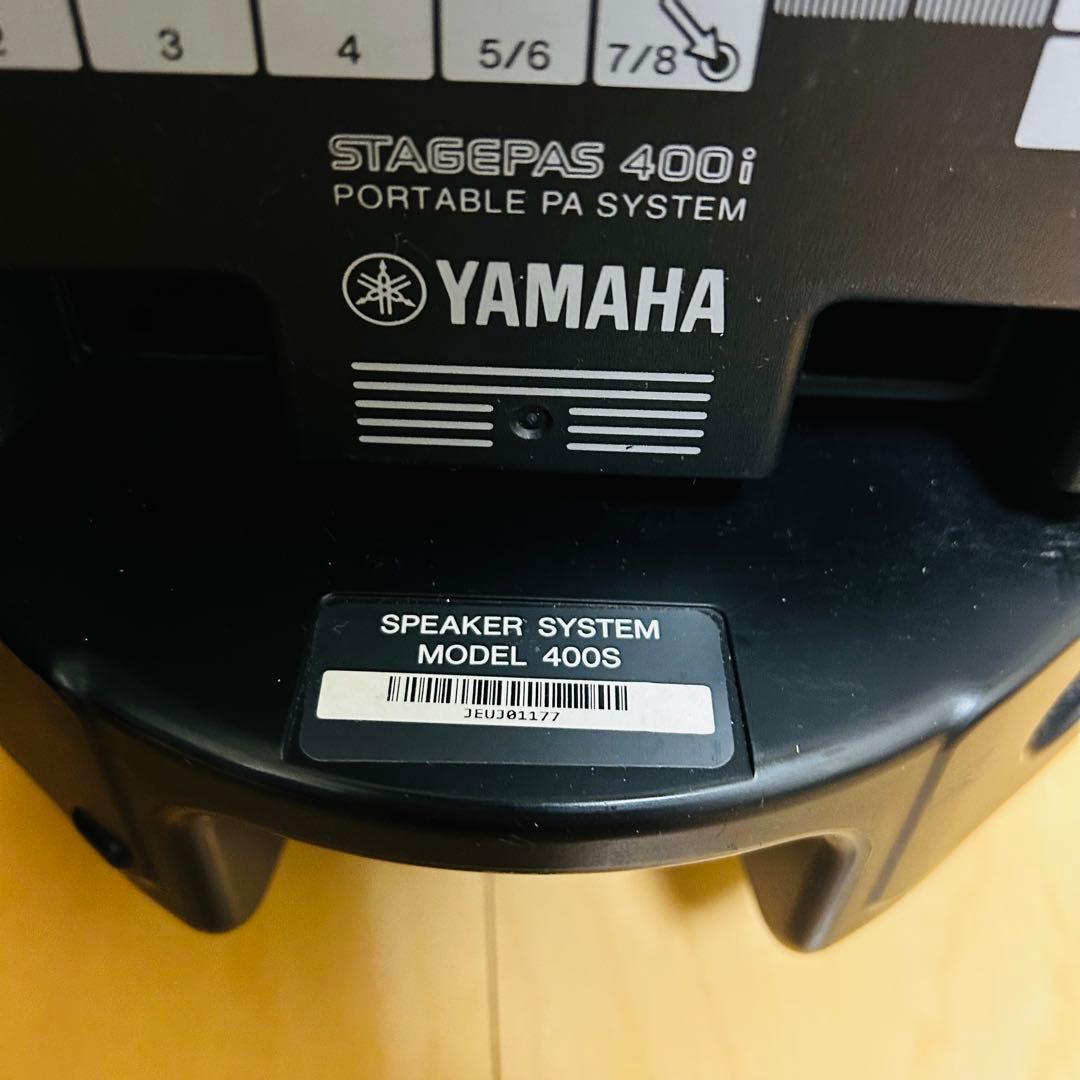 3 4 5/6 7/8
STAGEPAS 400i
PORTABLE PA SYSTEM
YAMAHA
SPEAKER SYSTEM
MODEL 400S
JEUJ01177